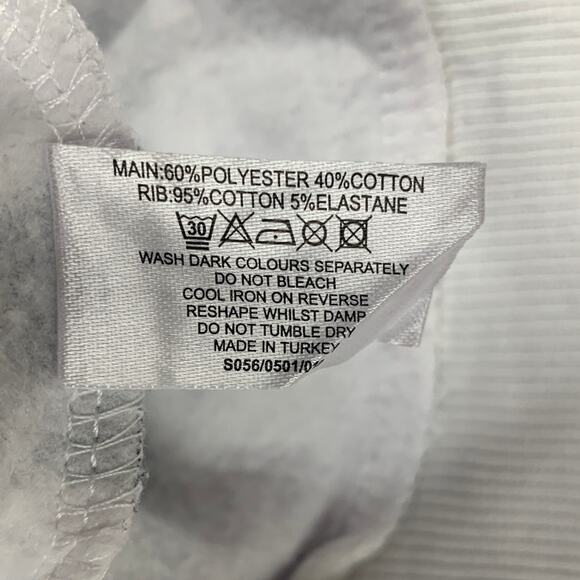 MAIN:60%POLYESTER 40%COTTON
RIB:95%COTTON 5%ELASTANE
30
WASH DARK COLOURS SEPARATELY
DO NOT BLEACH
COOL IRON ON REVERSE
RESHAPE WHILST DAMP
DO NOT TUMBLE DRY
MADE IN TURKEY